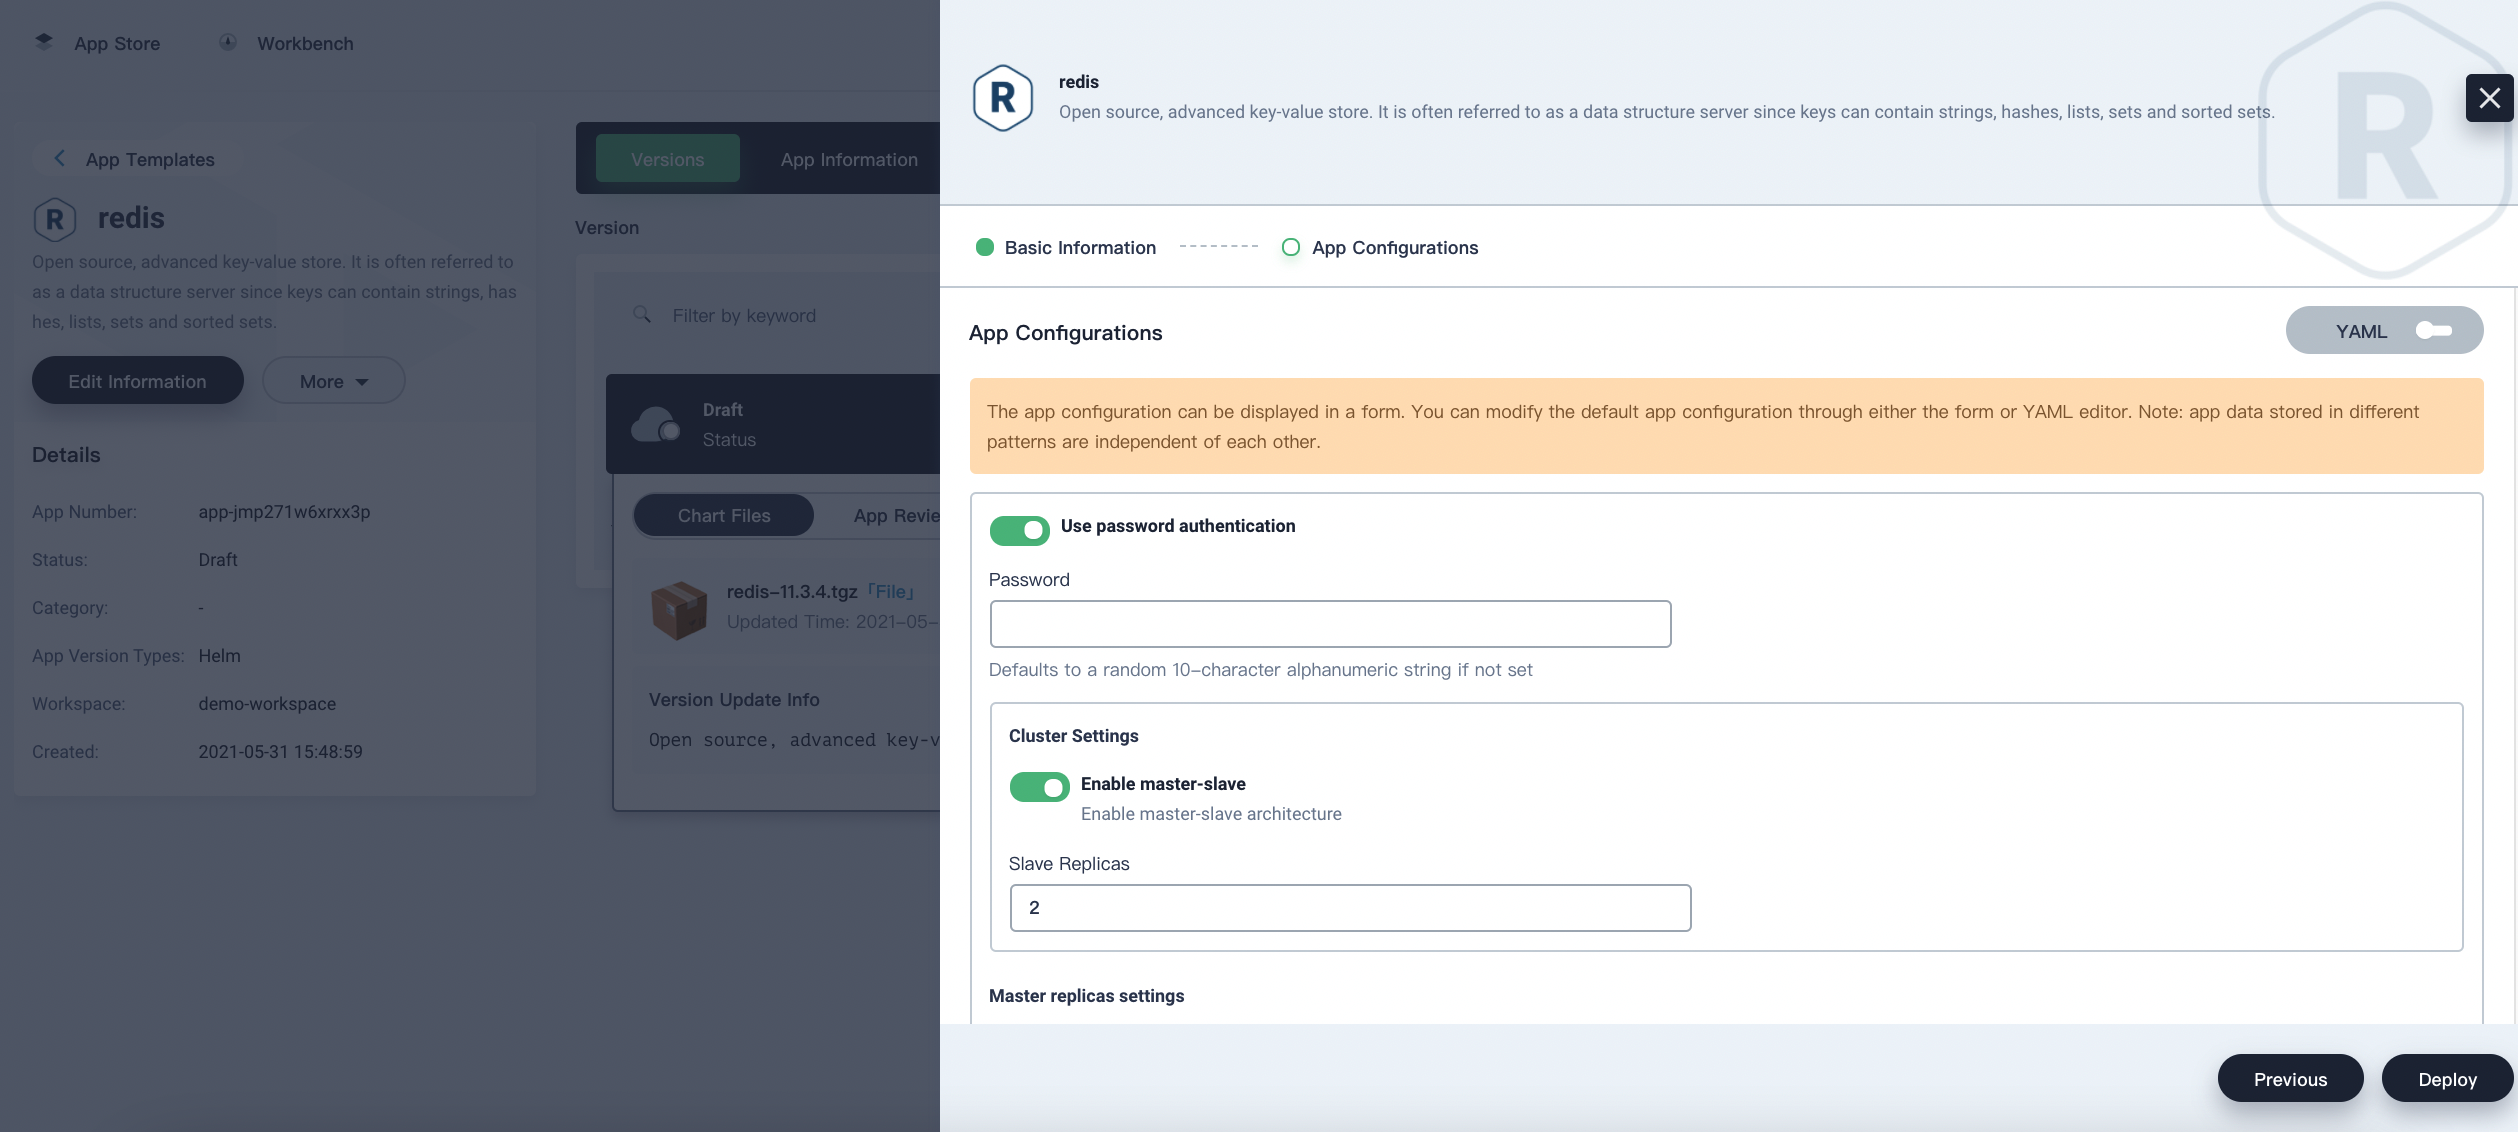 App Store
Workbench
App Templates
R
redis
Open source, advanced key-value store. It is often referred to
as a data structure server since keys can contain strings, has
hes, lists, sets and sorted sets.
Edit Information
More
Details
App Number: app-jmp271w6xrxx3p
Status: Draft
Category: -
App Version Types: Helm
Workspace: demo-workspace
Created: 2021-05-31 15:48:59
Versions
App Information
Version
Filter by keyword
Draft
Status
Chart Files
App Revie
redis-11.3.4.tgz「File」
Updated Time: 2021-05-
Version Update Info
Open source, advanced key-v
R
redis
Open source, advanced key-value store. It is often referred to as a data structure server since keys can contain strings, hashes, lists, sets and sorted sets.
R
Basic Information
App Configurations
App Configurations
YAML
The app configuration can be displayed in a form. You can modify the default app configuration through either the form or YAML editor. Note: app data stored in different
patterns are independent of each other.
Use password authentication
Password
Defaults to a random 10-character alphanumeric string if not set
Cluster Settings
Enable master-slave
Enable master-slave architecture
Slave Replicas
2
Master replicas settings
Previous
Deploy